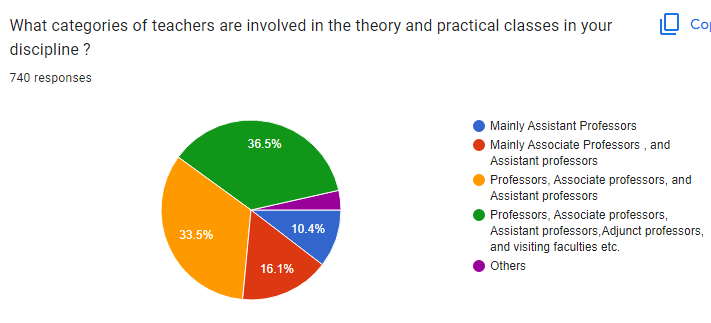 What categories of teachers are involved in the theory and practical classes in your
discipline ?
740 responses
36.5%
33.5%
10.4%
16.1%
Mainly Assistant Professors
Mainly Associate Professors , and
Assistant professors
Professors, Associate professors, and
Assistant professors
Professors, Associate professors,
Assistant professors,Adjunct professors,
and visiting faculties etc.
Others